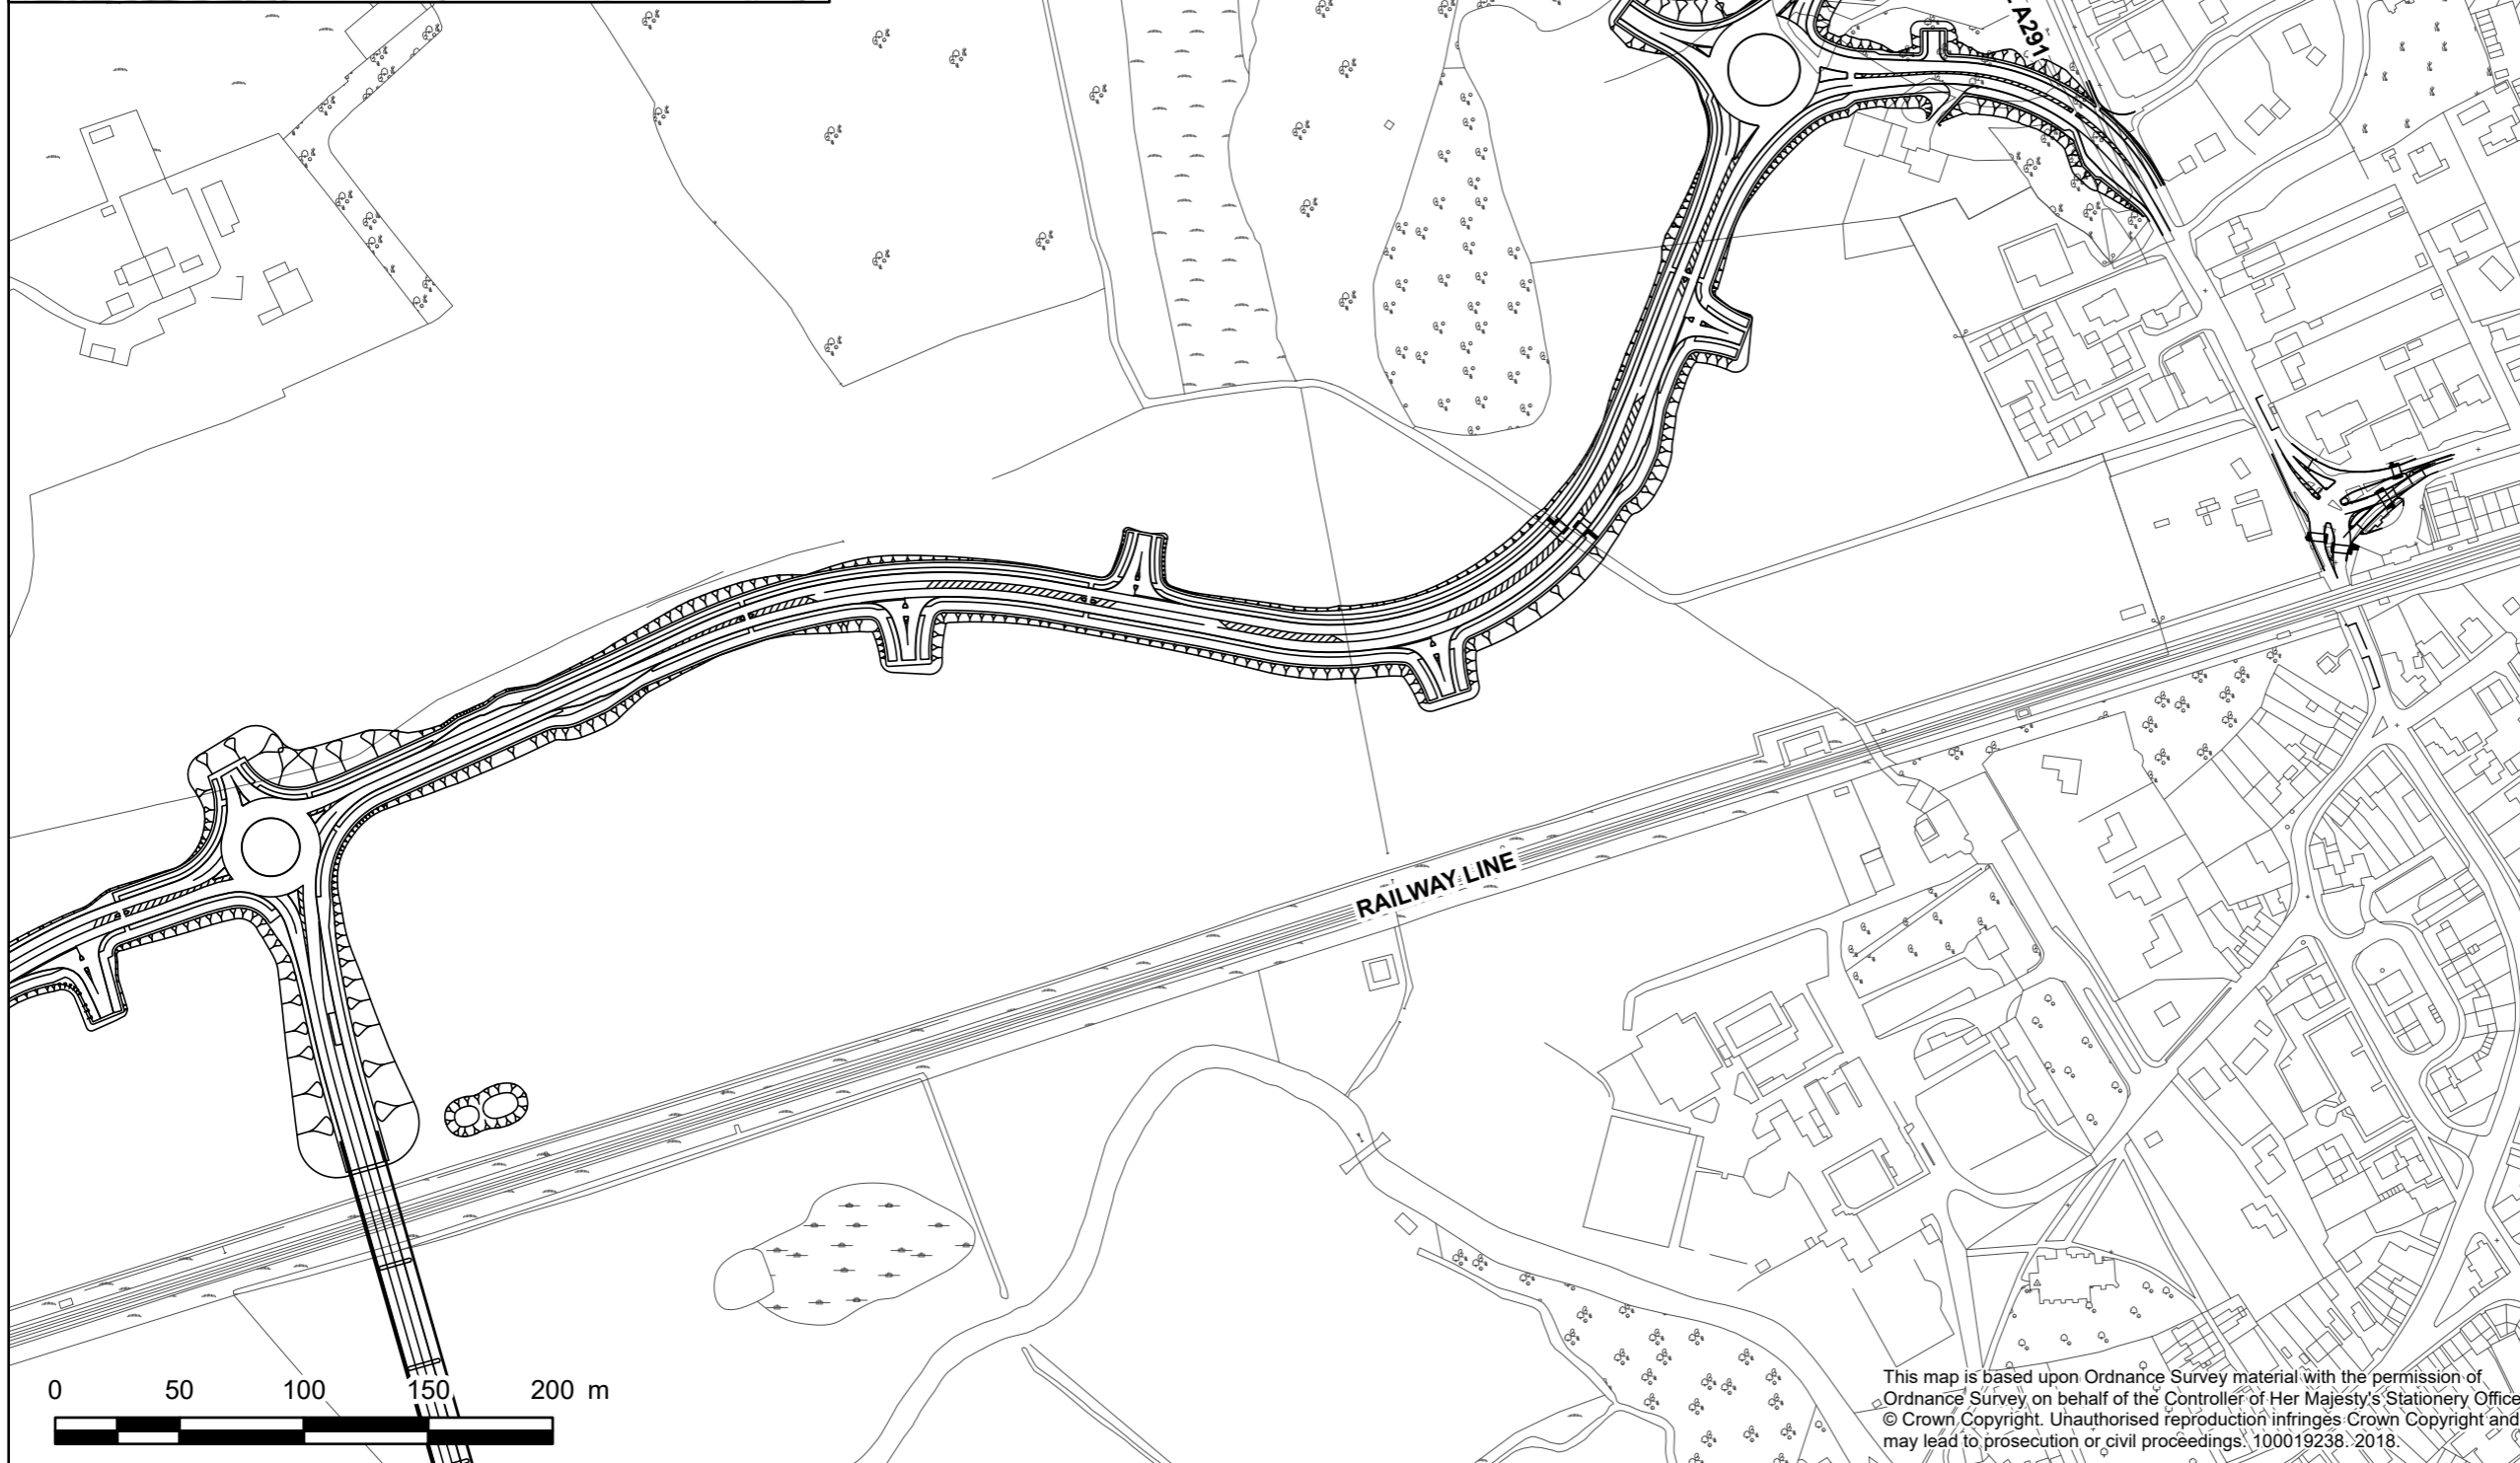 A291
RAILWAY LINE
0 50 100 150 200 m
This map is based upon Ordnance Survey material with the permission of
Ordnance Survey on behalf of the Controller of Her Majesty's Stationery Office
© Crown Copyright. Unauthorised reproduction infringes Crown Copyright and
may lead to prosecution or civil proceedings. 100019238. 2018.